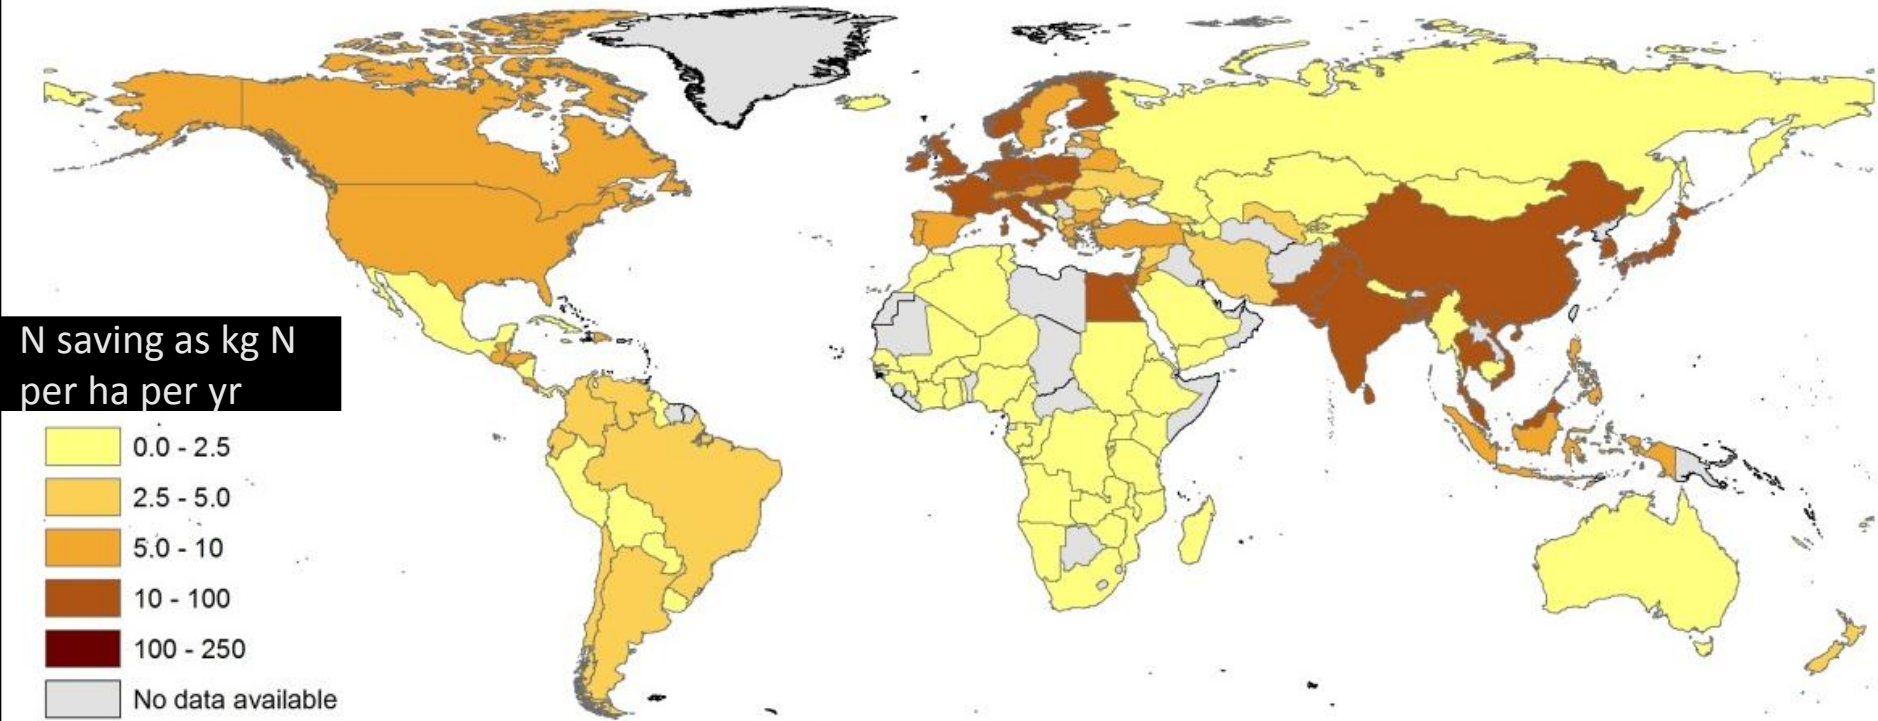 N saving as kg N
per ha per yr
0.0 - 2.5
2.5 - 5.0
5.0 - 10
10 - 100
100 - 250
No data available